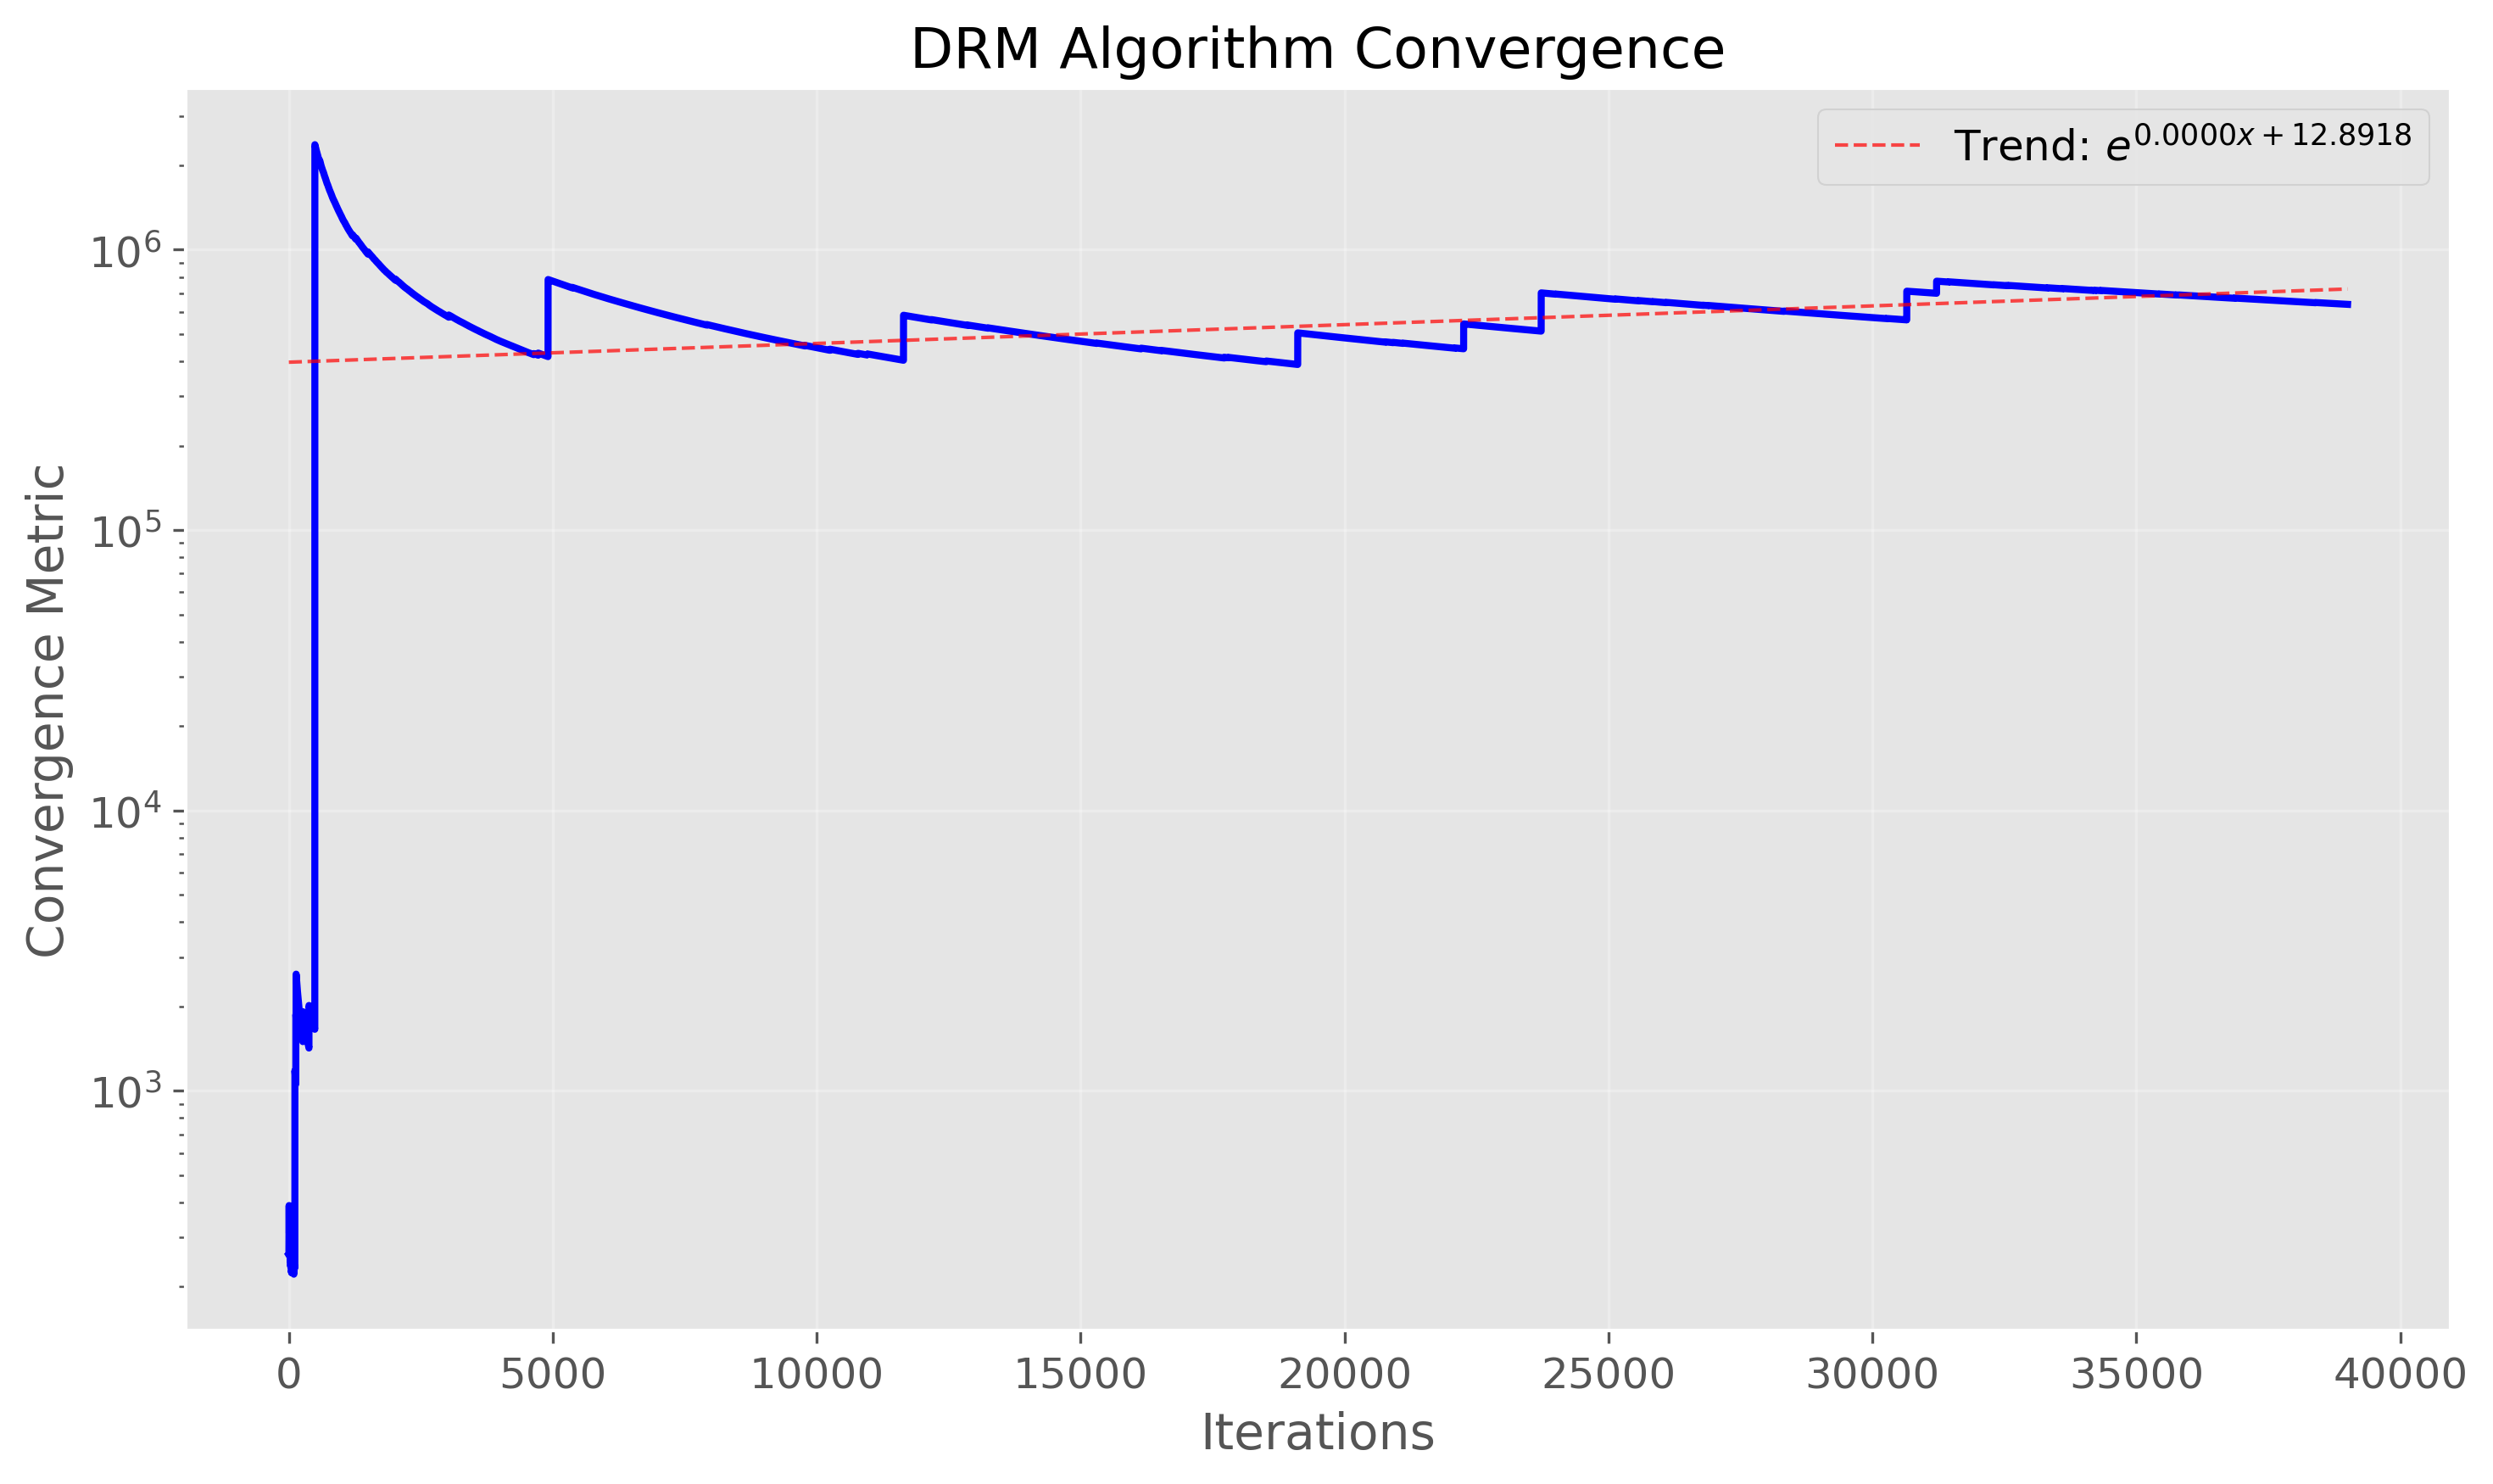 DRM Algorithm Convergence
Trend: e^{0.0000x + 12.8918}
Convergence Metric
10^6
10^5
10^4
10^3
0 5000 10000 15000 20000 25000 30000 35000 40000
Iterations